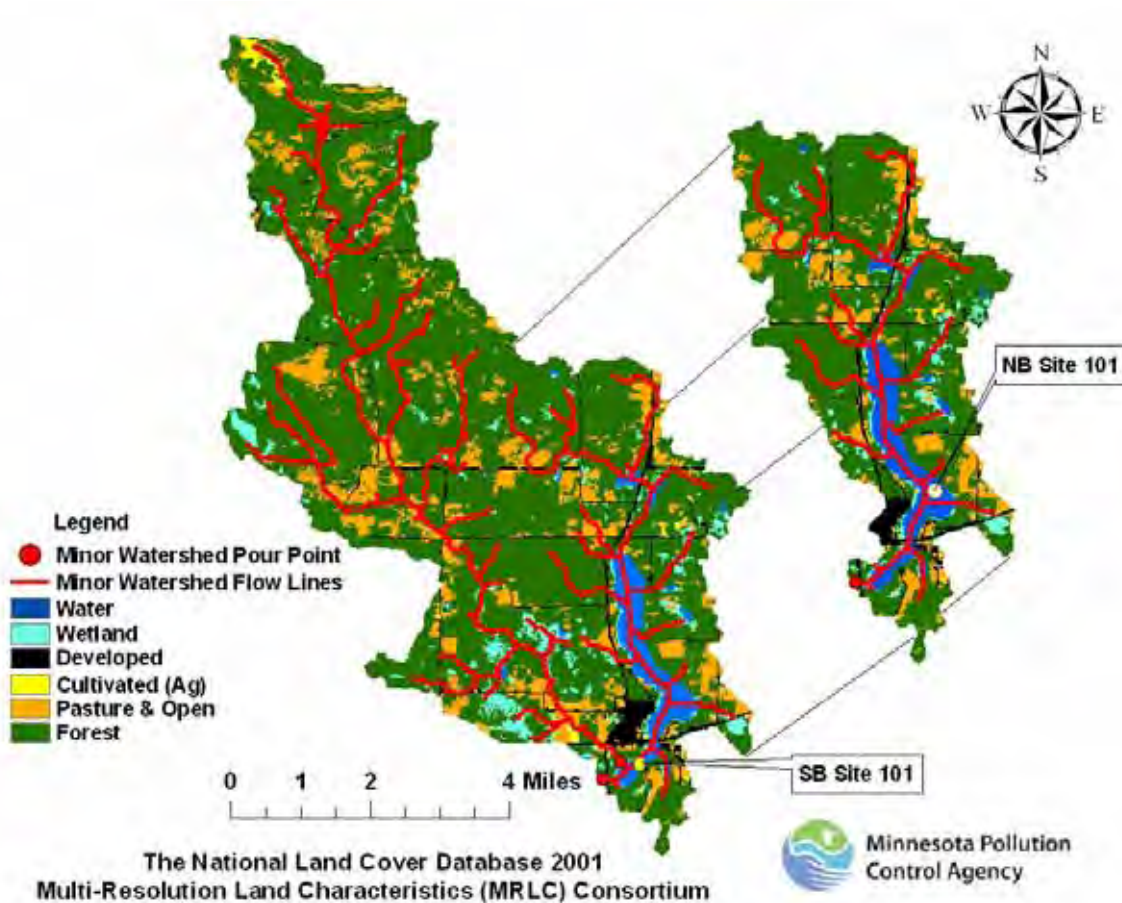 N
W E
S
NB Site 101
Legend
Minor Watershed Pour Point
Minor Watershed Flow Lines
Water
Wetland
Developed
Cultivated (Ag)
Pasture & Open
Forest
0 1 2 4 Miles
SB Site 101
The National Land Cover Database 2001
Multi-Resolution Land Characteristics (MRLC) Consortium
Minnesota Pollution
Control Agency